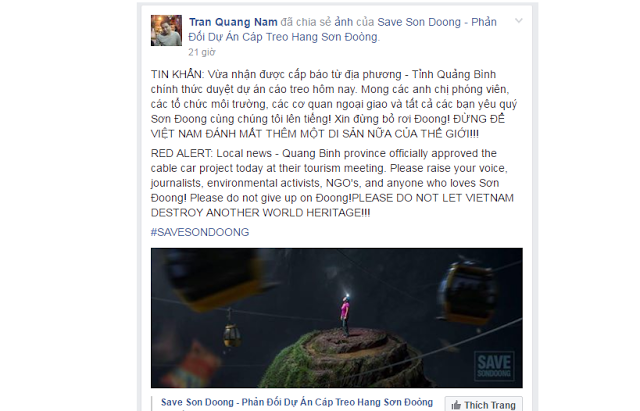 Tran Quang Nam đã chia sẻ ảnh của Save Son Doong - Phản
Đối Dự Án Cáp Treo Hang Sơn Đoòng.
21 giờ
TIN KHẨN: Vừa nhận được cấp báo từ địa phương - Tỉnh Quảng Bình
chính thức duyệt dự án cáo treo hôm nay. Mong các anh chị phóng viên,
các tổ chức môi trường, các cơ quan ngoại giao và tất cả các bạn yêu quý
Sơn Đoong cùng chúng tôi lên tiếng! Xin đừng bỏ rơi Đoong! ĐỪNG ĐỂ
VIỆT NAM ĐÁNH MẤT THÊM MỘT DI SẢN NỮA CỦA THẾ GIỚI!!!
RED ALERT: Local news - Quang Binh province officially approved the
cable car project today at their tourism meeting. Please raise your voice,
journalists, environmental activists, NGO's, and anyone who loves Sơn
Đoong! Please do not give up on Đoong!PLEASE DO NOT LET VIETNAM
DESTROY ANOTHER WORLD HERITAGE!!!
#SAVESONDOONG
SAVE
SONDOONG
Save Son Doong - Phản Đối Dự Án Cáp Treo Hang Sơn Đoòng
Thích Trang